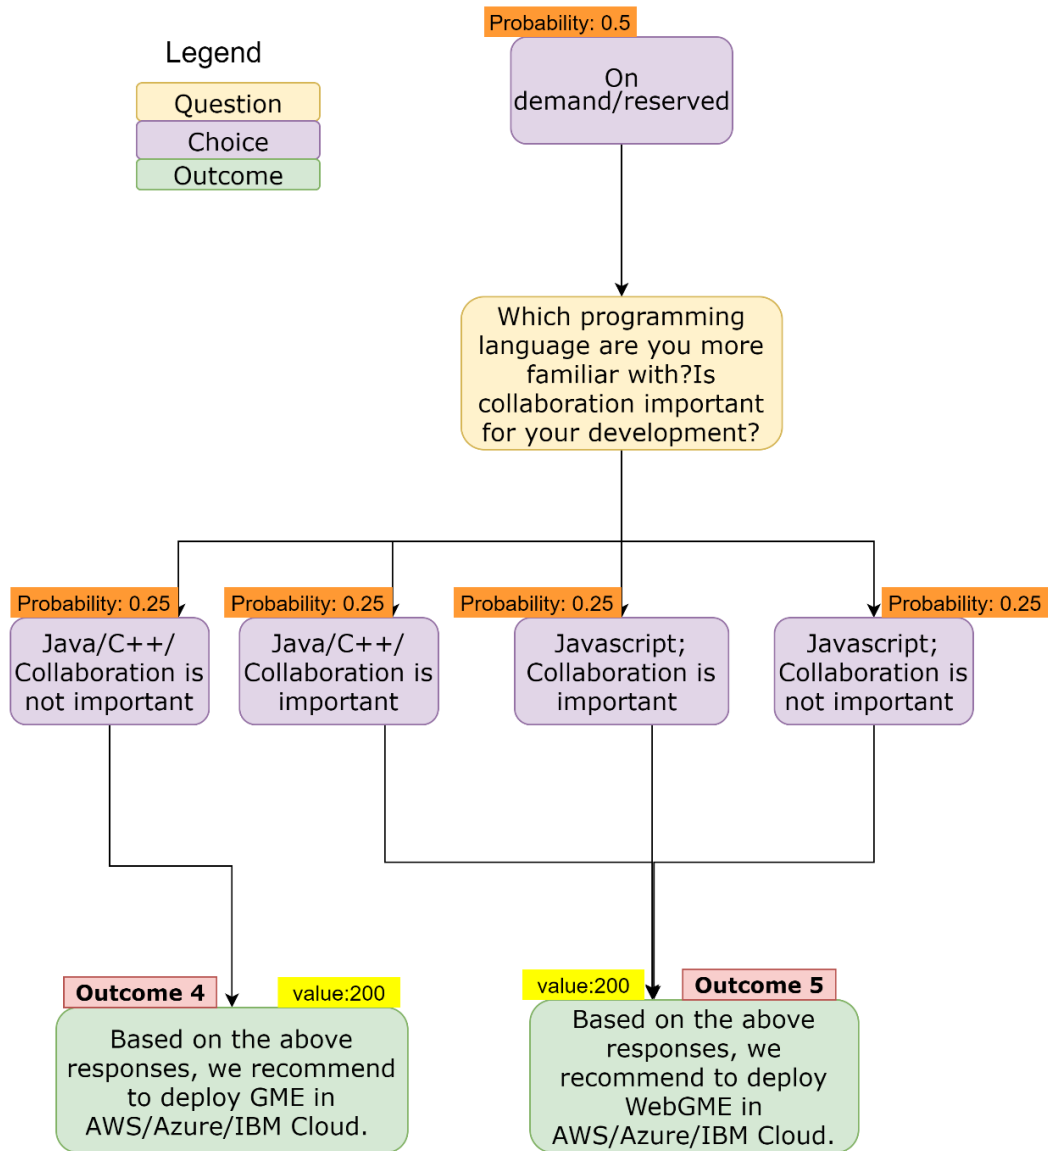 Probability: 0.5
Legend
Question
Choice
Outcome
On
demand/reserved
Which programming
language are you more
familiar with?Is
collaboration important
for your development?
Probability: 0.25
Java/C++/
Collaboration is
not important
Probability: 0.25
Java/C++/
Collaboration is
important
Probability: 0.25
Javascript;
Collaboration is
important
Probability: 0.25
Javascript;
Collaboration is
not important
Outcome 4
value:200
Based on the above
responses, we recommend
to deploy GME in
AWS/Azure/IBM Cloud.
value:200
Outcome 5
Based on the above
responses, we
recommend to deploy
WebGME in
AWS/Azure/IBM Cloud.